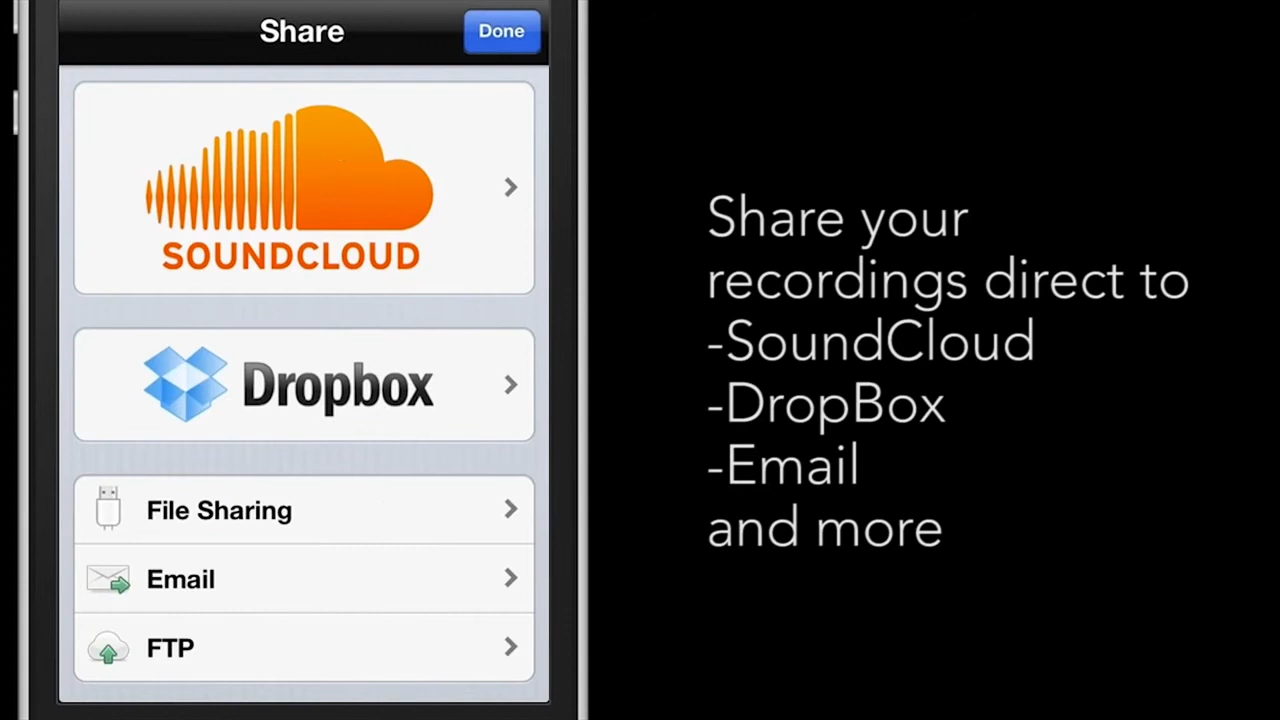 Share
Done
SOUNDCLOUD
Dropbox
File Sharing
Email
FTP
Share your
recordings direct to
-SoundCloud
-DropBox
-Email
and more